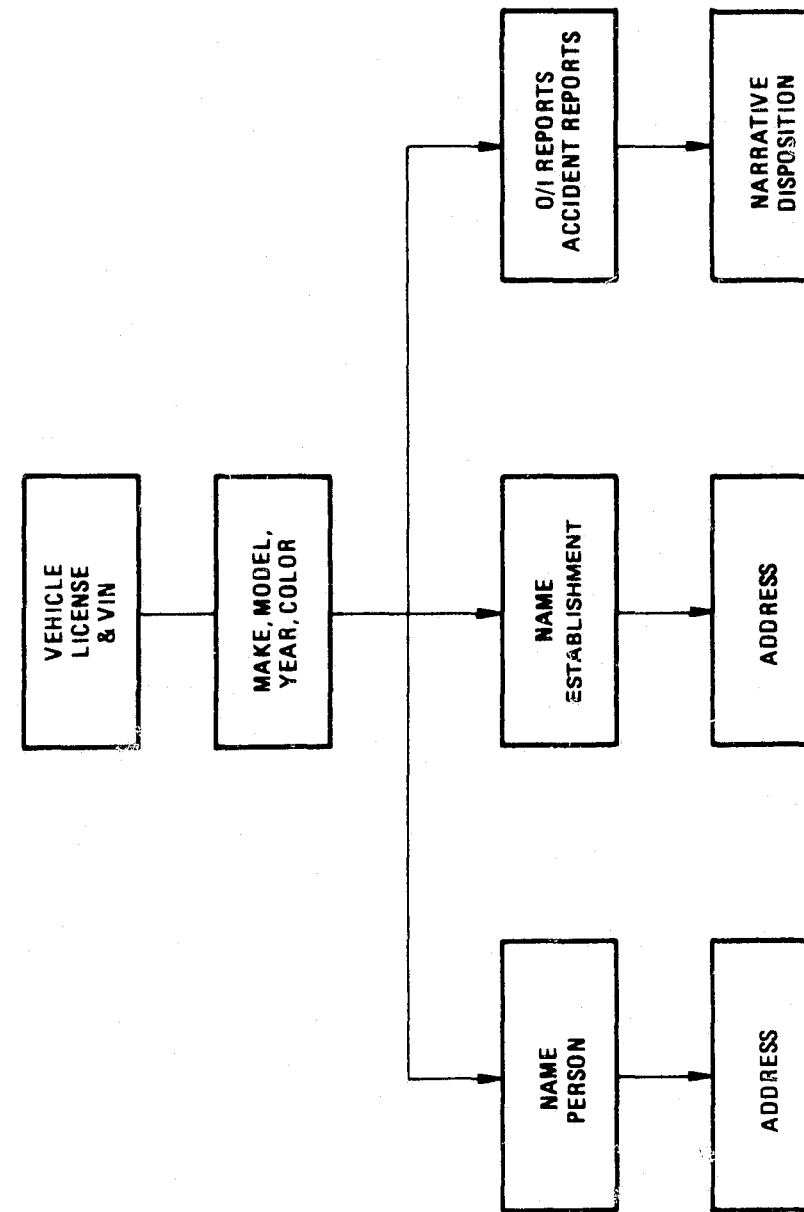 VEHICLE
LICENSE
& VIN
MAKE, MODEL,
YEAR, COLOR
NAME
PERSON
NAME
ESTABLISHMENT
O/I REPORTS
ACCIDENT REPORTS
ADDRESS
ADDRESS
NARRATIVE
DISPOSITION